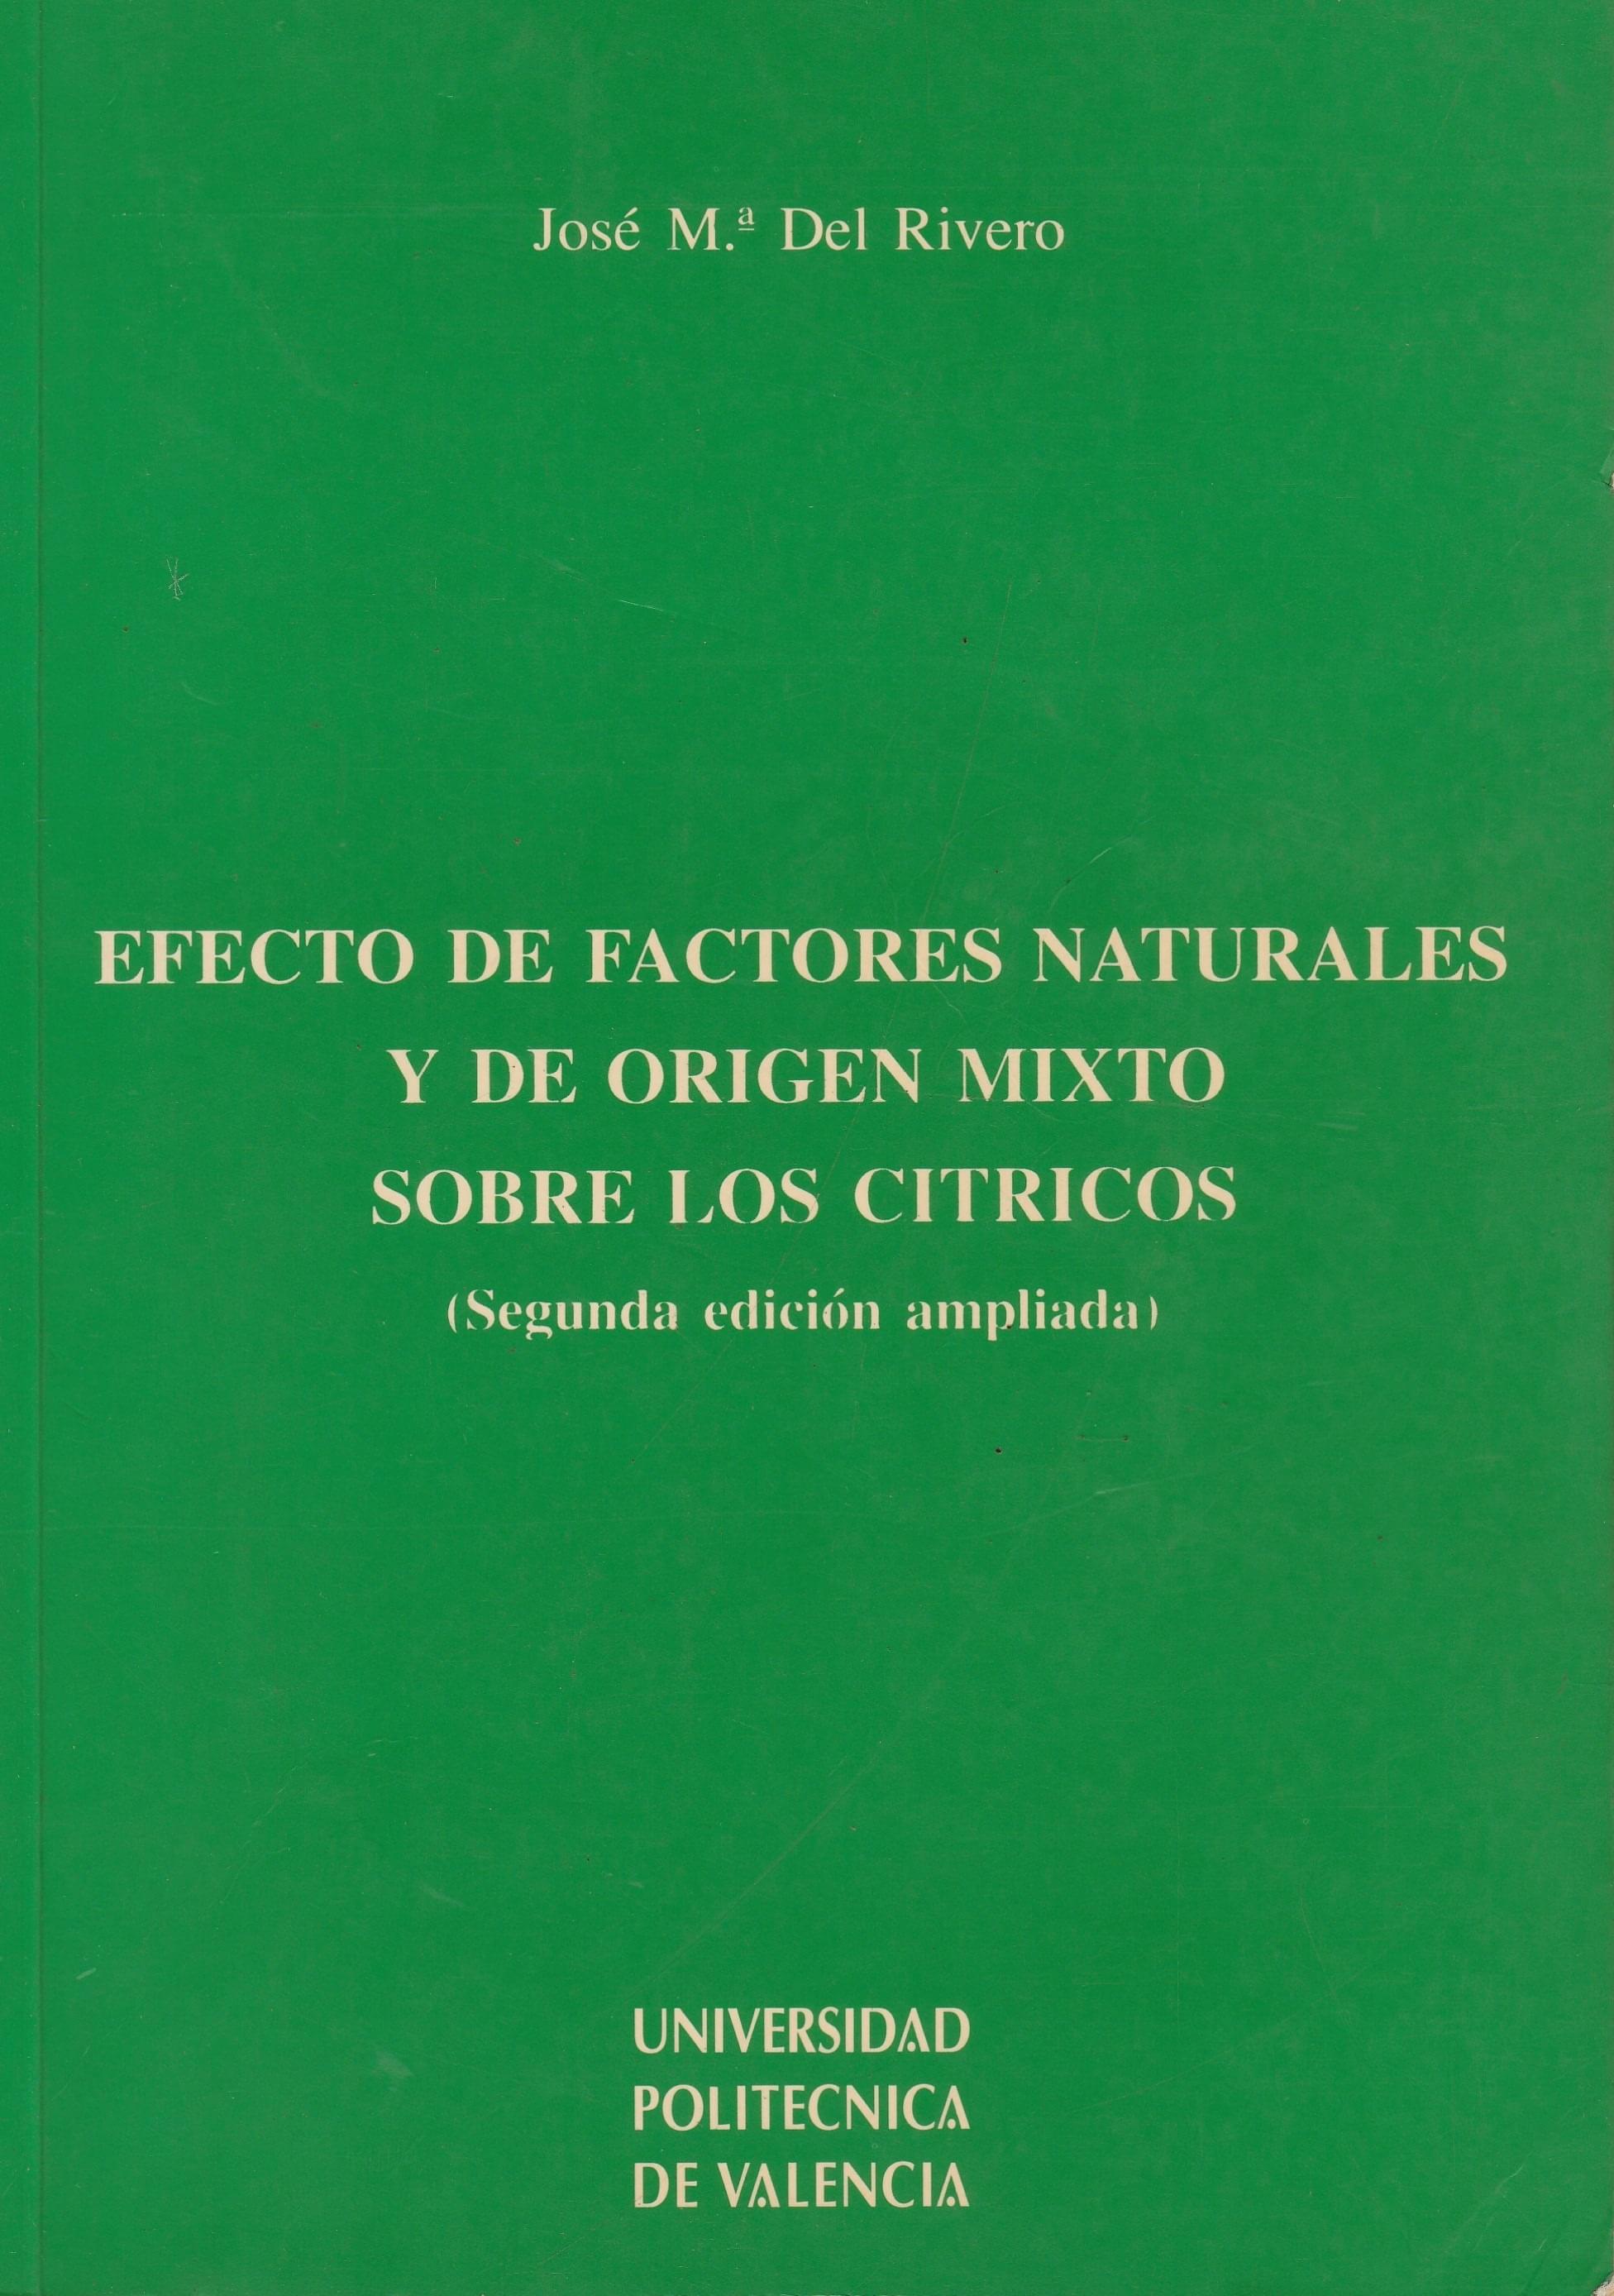 José M.ª Del Rivero
EFECTO DE FACTORES NATURALES
Y DE ORIGEN MIXTO
SOBRE LOS CITRICOS
(Segunda edición ampliada)
UNIVERSIDAD
POLITECNICA
DE VALENCIA